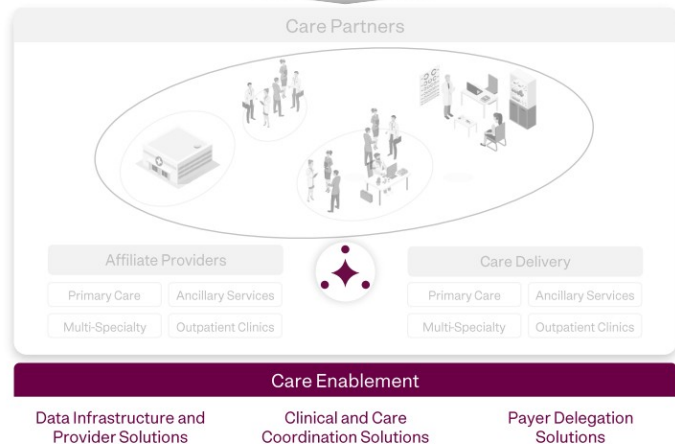 Care Partners
Affiliate Providers
Care Delivery
Primary Care
Ancillary Services
Primary Care
Ancillary Services
Multi-Specialty
Outpatient Clinics
Multi-Specialty
Outpatient Clinics
Care Enablement
Data Infrastructure and
Provider Solutions
Clinical and Care
Coordination Solutions
Payer Delegation
Solutions